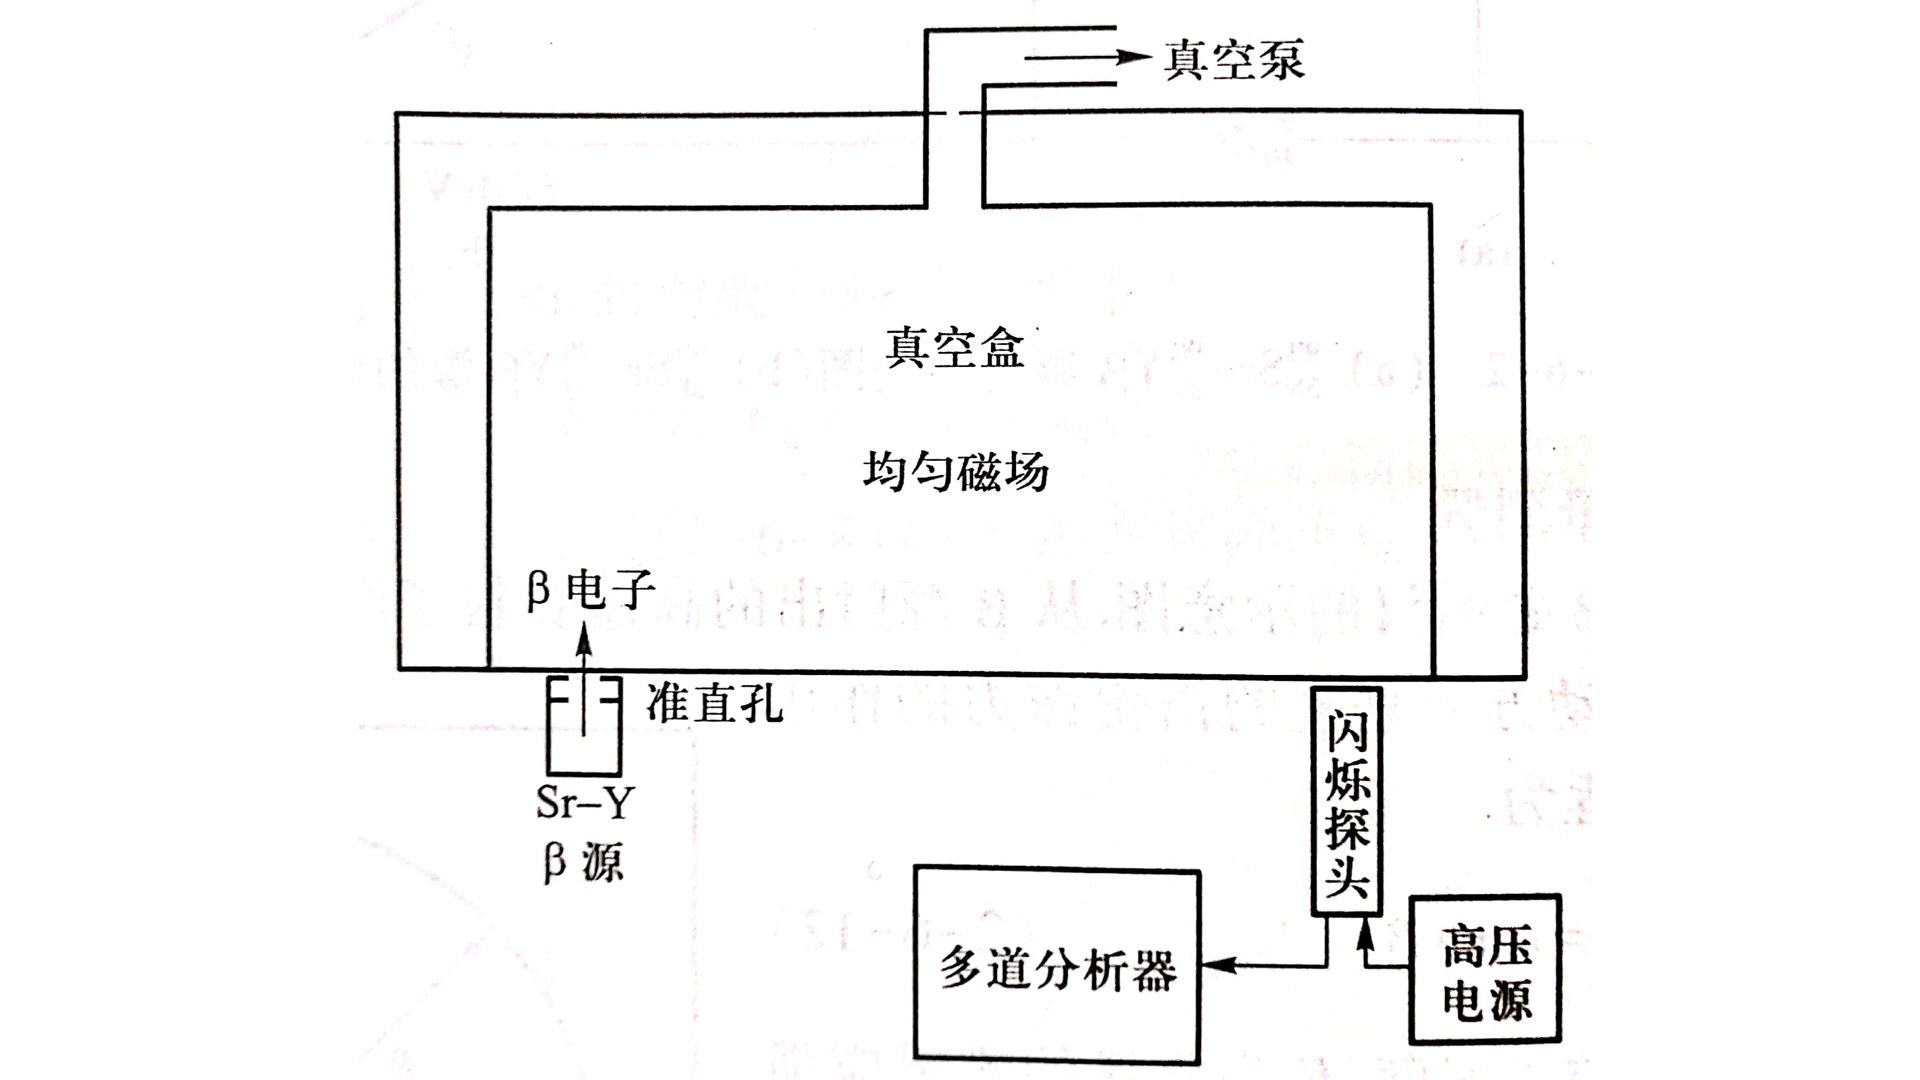 真空泵
真空盒
均匀磁场
β 电子
准直孔
Sr–Y
β 源
闪烁探头
多道分析器
高压
电源